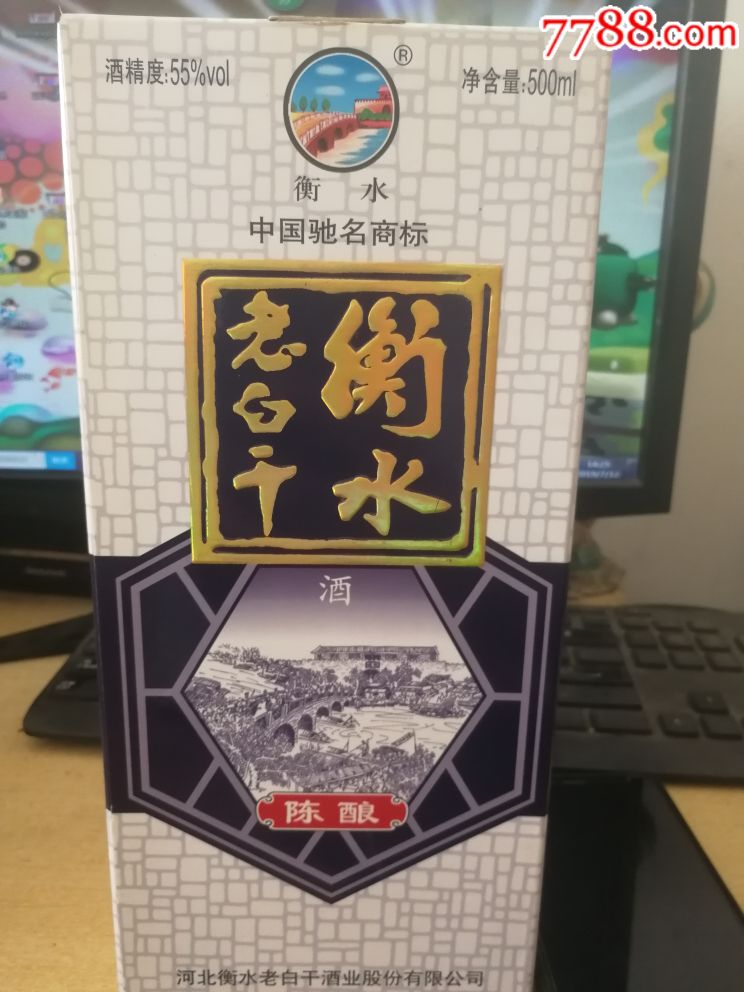 7788.com
酒精度:55%vol
净含量:500ml
®
衡水
中国驰名商标
衡水
老白干
酒
陈酿
河北衡水老白干酒业股份有限公司